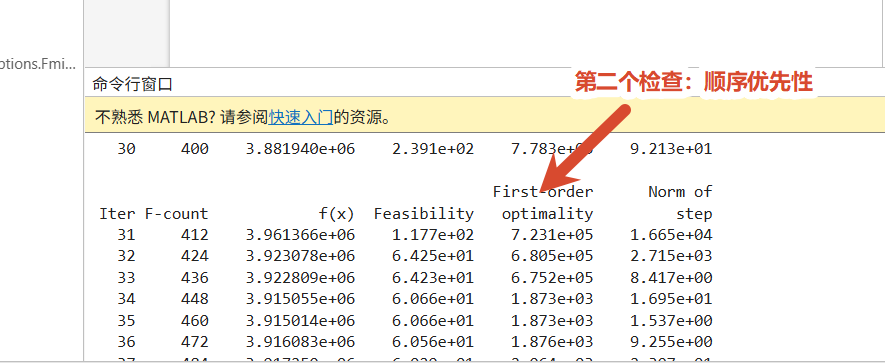 ptions.Fmi...
第二个检查：顺序优先性
命令行窗口
不熟悉 MATLAB? 请参阅快速入门的资源。
30 400 3.881940e+06 2.391e+02 9.213e+01
First-order Norm of
Iter F-count f(x) Feasibility optimality step
31 412 3.961366e+06 1.177e+02 7.231e+05 1.665e+04
32 424 3.923078e+06 6.425e+01 6.805e+05 2.715e+03
33 436 3.922809e+06 6.423e+01 6.752e+05 8.417e+00
34 448 3.915055e+06 6.066e+01 1.873e+03 1.695e+01
35 460 3.915014e+06 6.066e+01 1.873e+03 1.537e+00
36 472 3.916083e+06 6.056e+01 1.876e+03 9.255e+00